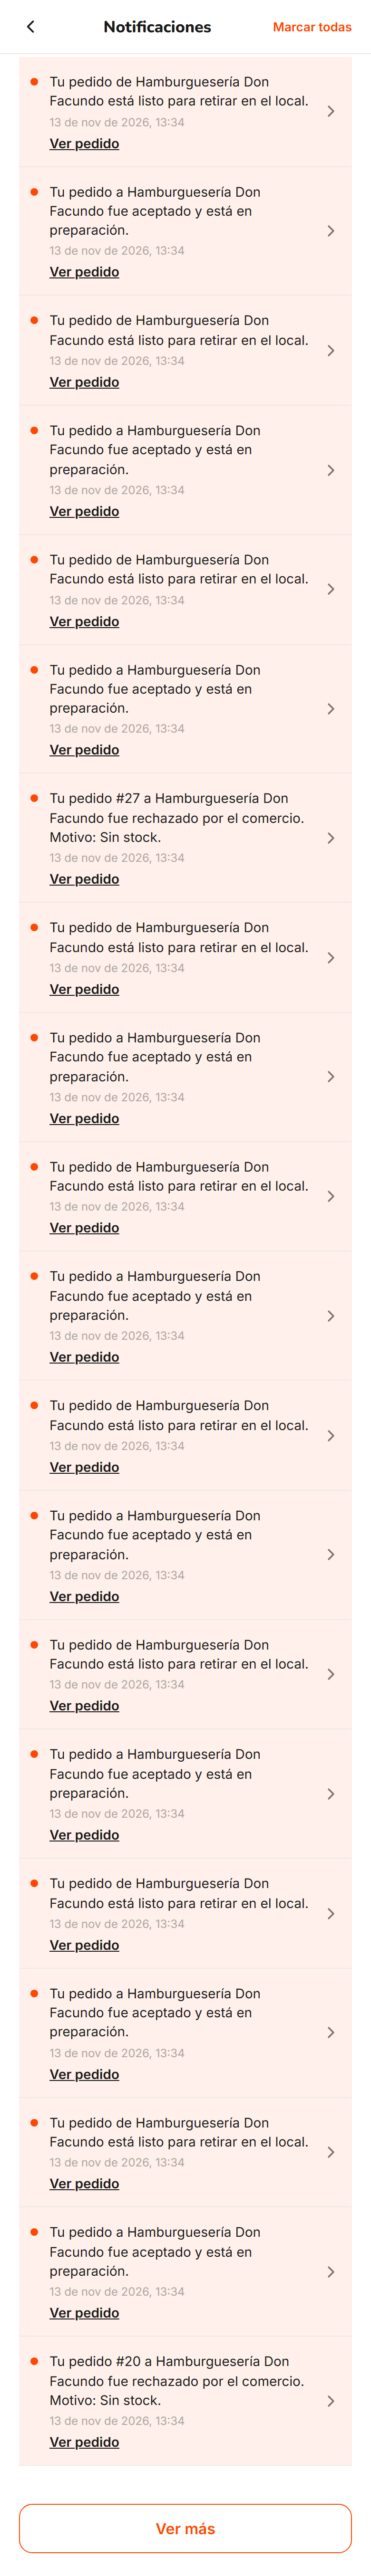 Notificaciones
Marcar todas
Tu pedido de Hamburguesería Don
Facundo está listo para retirar en el local.
13 de nov de 2026, 13:34
Ver pedido
Tu pedido a Hamburguesería Don
Facundo fue aceptado y está en
preparación.
13 de nov de 2026, 13:34
Ver pedido
Tu pedido de Hamburguesería Don
Facundo está listo para retirar en el local.
13 de nov de 2026, 13:34
Ver pedido
Tu pedido a Hamburguesería Don
Facundo fue aceptado y está en
preparación.
13 de nov de 2026, 13:34
Ver pedido
Tu pedido de Hamburguesería Don
Facundo está listo para retirar en el local.
13 de nov de 2026, 13:34
Ver pedido
Tu pedido a Hamburguesería Don
Facundo fue aceptado y está en
preparación.
13 de nov de 2026, 13:34
Ver pedido
Tu pedido #27 a Hamburguesería Don
Facundo fue rechazado por el comercio.
Motivo: Sin stock.
13 de nov de 2026, 13:34
Ver pedido
Tu pedido de Hamburguesería Don
Facundo está listo para retirar en el local.
13 de nov de 2026, 13:34
Ver pedido
Tu pedido a Hamburguesería Don
Facundo fue aceptado y está en
preparación.
13 de nov de 2026, 13:34
Ver pedido
Tu pedido de Hamburguesería Don
Facundo está listo para retirar en el local.
13 de nov de 2026, 13:34
Ver pedido
Tu pedido a Hamburguesería Don
Facundo fue aceptado y está en
preparación.
13 de nov de 2026, 13:34
Ver pedido
Tu pedido de Hamburguesería Don
Facundo está listo para retirar en el local.
13 de nov de 2026, 13:34
Ver pedido
Tu pedido a Hamburguesería Don
Facundo fue aceptado y está en
preparación.
13 de nov de 2026, 13:34
Ver pedido
Tu pedido de Hamburguesería Don
Facundo está listo para retirar en el local.
13 de nov de 2026, 13:34
Ver pedido
Tu pedido a Hamburguesería Don
Facundo fue aceptado y está en
preparación.
13 de nov de 2026, 13:34
Ver pedido
Tu pedido de Hamburguesería Don
Facundo está listo para retirar en el local.
13 de nov de 2026, 13:34
Ver pedido
Tu pedido a Hamburguesería Don
Facundo fue aceptado y está en
preparación.
13 de nov de 2026, 13:34
Ver pedido
Tu pedido de Hamburguesería Don
Facundo está listo para retirar en el local.
13 de nov de 2026, 13:34
Ver pedido
Tu pedido a Hamburguesería Don
Facundo fue aceptado y está en
preparación.
13 de nov de 2026, 13:34
Ver pedido
Tu pedido #20 a Hamburguesería Don
Facundo fue rechazado por el comercio.
Motivo: Sin stock.
13 de nov de 2026, 13:34
Ver pedido
Ver más